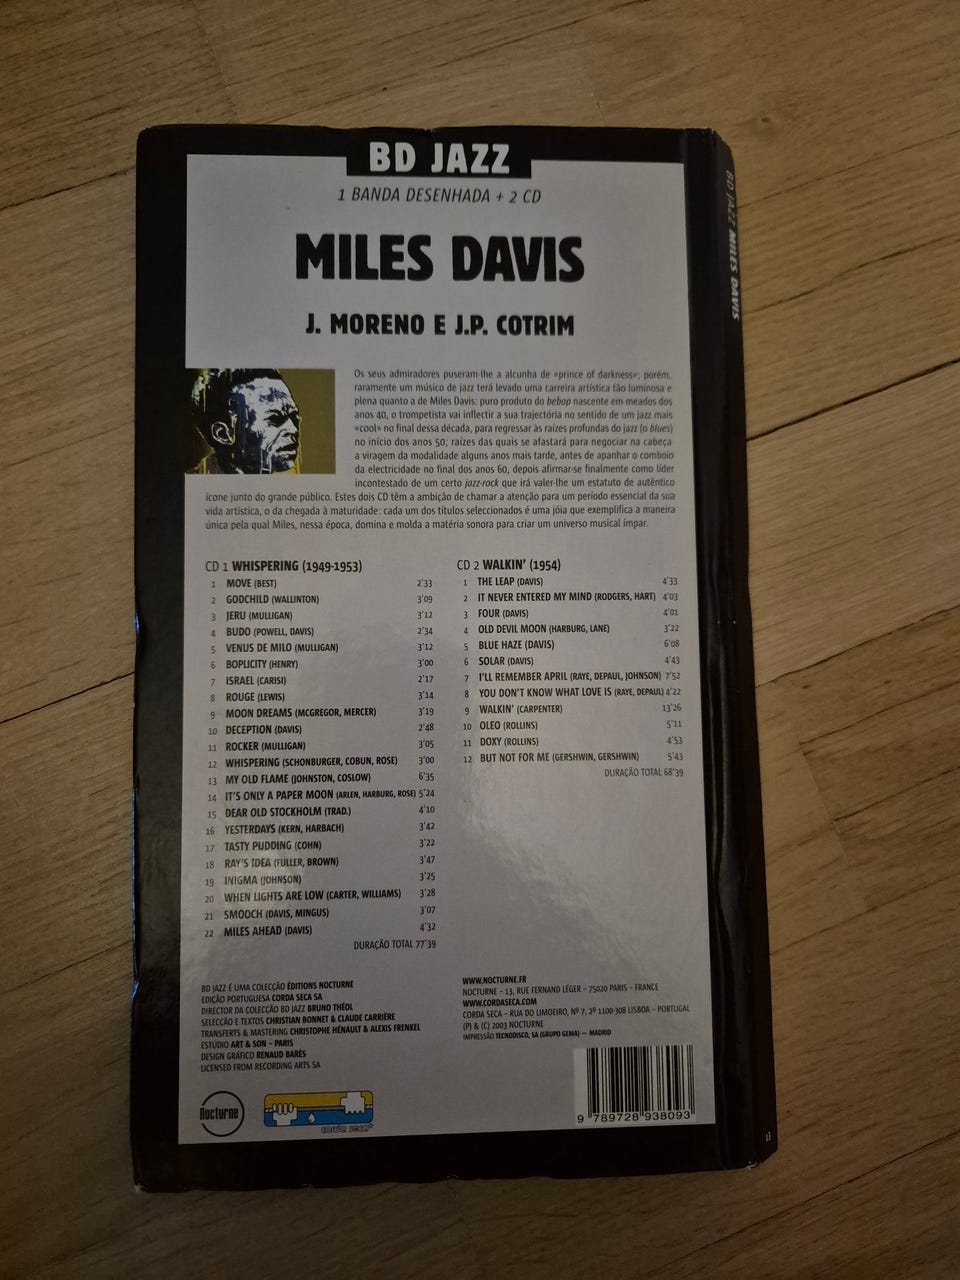 BD JAZZ
1 BANDA DESENHADA + 2 CD
MILES DAVIS
J. MORENO E J.P. COTRIM
Os seus admiradores puseram-lhe a alcunha de «prince of darkness»; porém,
raramente um músico de jazz terá levado uma carreira artística tão luminosa e
plena quanto a de Miles Davis: puro produto do bebop nascente em meados dos
anos 40, o trompetista vai inflectir a sua trajectória no sentido de um jazz mais
«cool» no final dessa década, para regressar às raízes profundas do jazz (o blues)
no início dos anos 50; raízes das quais se afastará para negociar na cabeça
a viragem da modalidade alguns anos mais tarde, antes de apanhar o comboio
da electricidade no final dos anos 60, depois afirmar-se finalmente como líder
incontestado de um certo jazz-rock que irá valer-lhe um estatuto de autêntico
ícone junto do grande público. Estes dois CD têm a ambição de chamar a atenção para um período essencial da sua
vida artística, o da chegada à maturidade: cada um dos títulos seleccionados é uma jóia que exemplifica a maneira
única pela qual Miles, nessa época, domina e molda a matéria sonora para criar um universo musical ímpar.
CD 1 WHISPERING (1949-1953)
1 MOVE (BEST) 2'33
2 GODCHILD (WALLINTON) 3'09
3 JERU (MULLIGAN) 3'12
4 BUDO (POWELL, DAVIS) 2'34
5 VENUS DE MILO (MULLIGAN) 3'12
6 BOPLICITY (HENRY) 3'00
7 ISRAEL (CARISI) 2'17
8 ROUGE (LEWIS) 3'14
9 MOON DREAMS (MCGREGOR, MERCER) 3'19
10 DECEPTION (DAVIS) 2'48
11 ROCKER (MULLIGAN) 3'05
12 WHISPERING (SCHONBURGER, COBUN, ROSE) 3'00
13 MY OLD FLAME (JOHNSTON, COSLOW) 6'35
14 IT'S ONLY A PAPER MOON (ARLEN, HARBURG, ROSE) 5'24
15 DEAR OLD STOCKHOLM (TRAD.) 4'10
16 YESTERDAYS (KERN, HARBACH) 3'42
17 TASTY PUDDING (COHN) 3'22
18 RAY'S IDEA (FULLER, BROWN) 3'47
19 INIGMA (JOHNSON) 3'25
20 WHEN LIGHTS ARE LOW (CARTER, WILLIAMS) 3'28
21 SMOOCH (DAVIS, MINGUS) 3'07
22 MILES AHEAD (DAVIS) 4'32
DURAÇÃO TOTAL 77'39
CD 2 WALKIN' (1954)
1 THE LEAP (DAVIS) 4'33
2 IT NEVER ENTERED MY MIND (RODGERS, HART) 4'03
3 FOUR (DAVIS) 4'01
4 OLD DEVIL MOON (HARBURG, LANE) 3'22
5 BLUE HAZE (DAVIS) 6'08
6 SOLAR (DAVIS) 4'43
7 I'LL REMEMBER APRIL (RAYE, DEPAUL, JOHNSON) 7'52
8 YOU DON'T KNOW WHAT LOVE IS (RAYE, DEPAUL) 4'22
9 WALKIN' (CARPENTER) 13'26
10 OLEO (ROLLINS) 5'11
11 DOXY (ROLLINS) 4'53
12 BUT NOT FOR ME (GERSHWIN, GERSHWIN) 5'43
DURAÇÃO TOTAL 68'39
BD JAZZ É UMA COLECÇÃO ÉDITIONS NOCTURNE
EDIÇÃO PORTUGUESA CORDA SECA SA
DIRECTOR DA COLECÇÃO BD JAZZ BRUNO THÉOL
SELECÇÃO E TEXTOS CHRISTIAN BONNET & CLAUDE CARRIÈRE
TRANSFERTS & MASTERING CHRISTOPHE HÉNAULT & ALEXIS FRENKEL
ESTÚDIO ART & SON – PARIS
DESIGN GRÁFICO RENAUD BARÈS
LICENSED FROM RECORDING ARTS SA
WWW.NOCTURNE.FR
NOCTURNE – 13, RUE FERNAND LÉGER – 75020 PARIS - FRANCE
WWW.CORDASECA.COM
CORDA SECA – RUA DO LIMOEIRO, Nº 7, 2º 1100-308 LISBOA – PORTUGAL
(P) & (C) 2003 NOCTURNE
IMPRESSÃO TECNODISCO, SA (GRUPO GEMA) — MADRID
Nocturne
corda seca
9 789728 938093
BD JAZZ MILES DAVIS
13